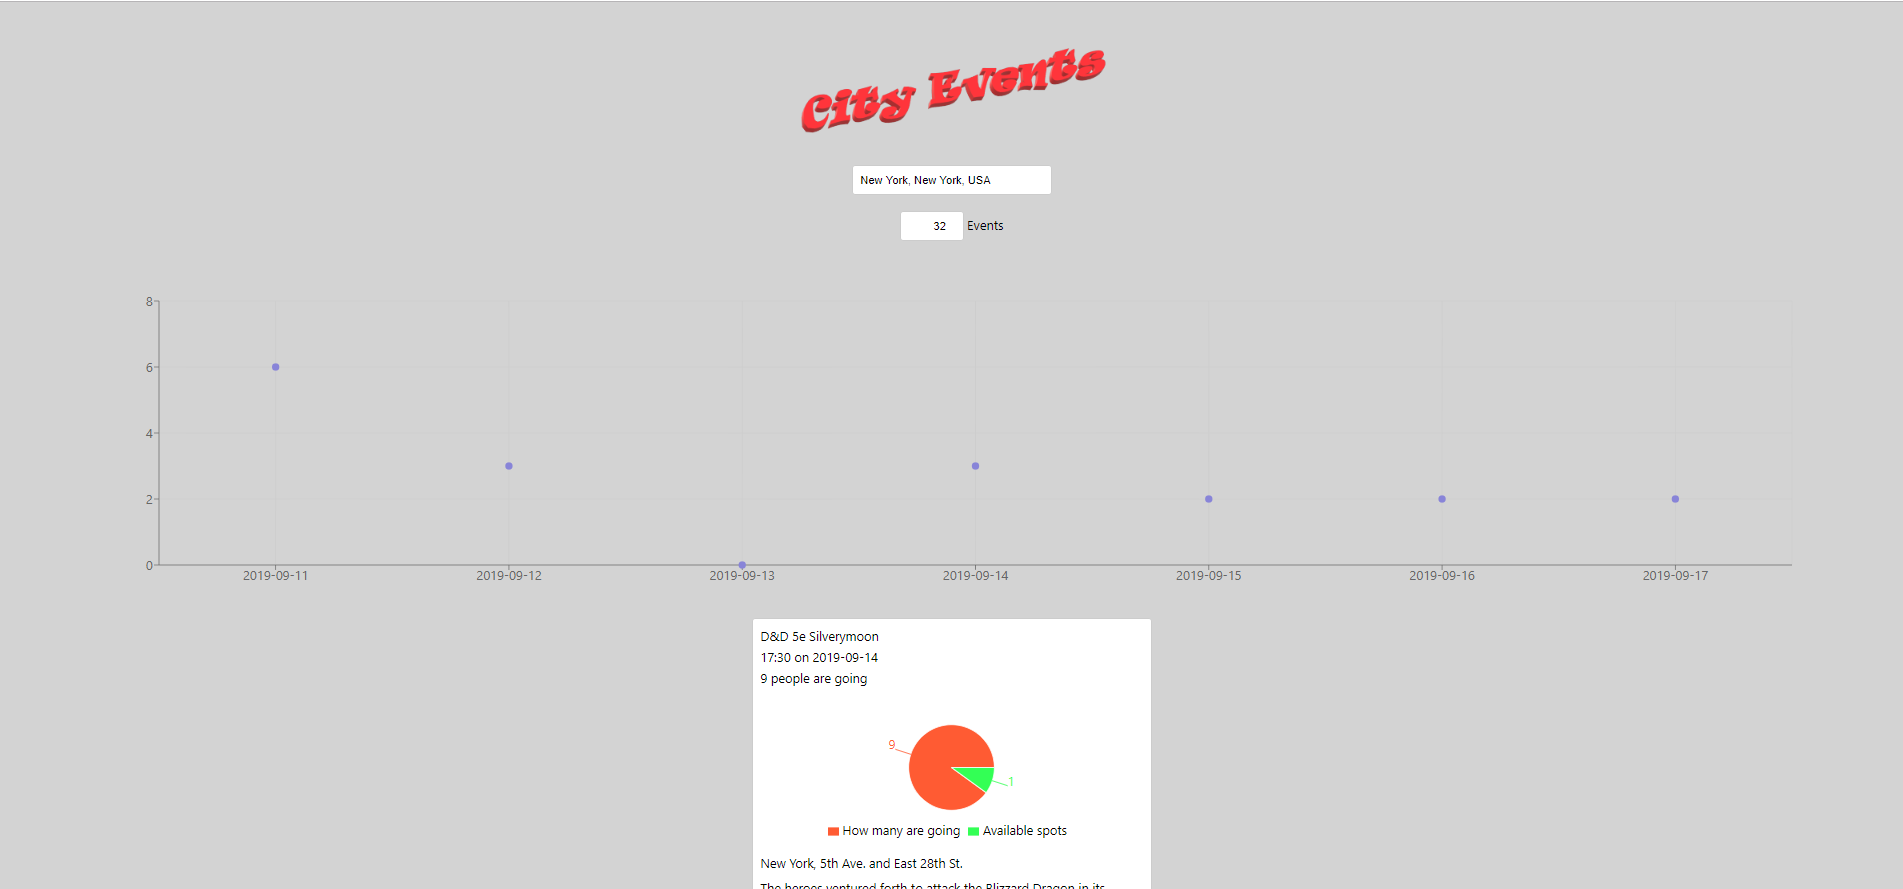 City Events
New York, New York, USA
32 Events
8
6
4
2
0
2019-09-11 2019-09-12 2019-09-13 2019-09-14 2019-09-15 2019-09-16 2019-09-17
D&D 5e Silverymoon
17:30 on 2019-09-14
9 people are going
9
1
How many are going Available spots
New York, 5th Ave. and East 28th St.
The heroes ventured forth to attack the Blizzard Dragon in its